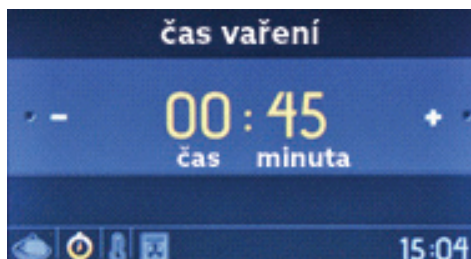 čas vaření
- 00 : 45 +
čas minuta
15:04